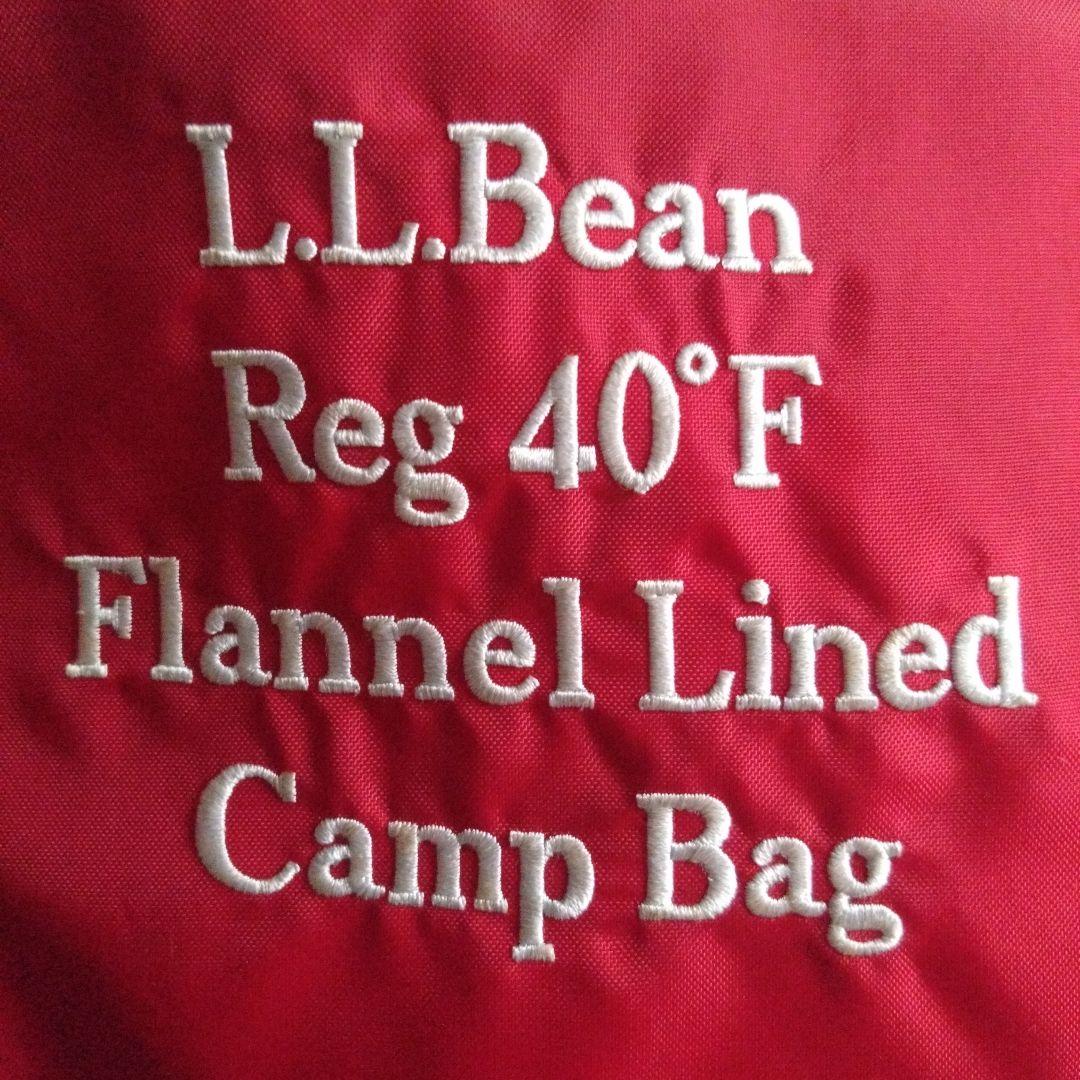 L.L.Bean
Reg 40°F
Flannel Lined
Camp Bag